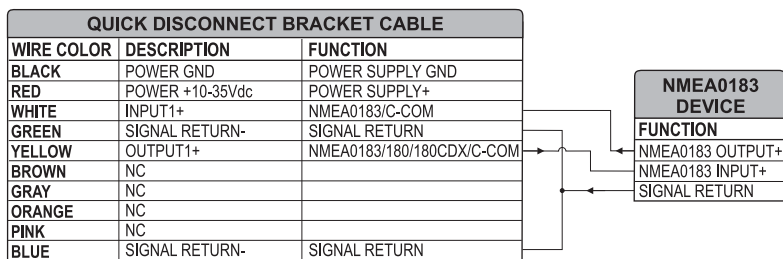 QUICK DISCONNECT BRACKET CABLE
WIRE COLOR DESCRIPTION FUNCTION
BLACK POWER GND POWER SUPPLY GND
RED POWER +10-35Vdc POWER SUPPLY+
WHITE INPUT1+ NMEA0183/C-COM
GREEN SIGNAL RETURN- SIGNAL RETURN
YELLOW OUTPUT1+ NMEA0183/180/180CDX/C-COM
BROWN NC
GRAY NC
ORANGE NC
PINK NC
BLUE SIGNAL RETURN- SIGNAL RETURN
NMEA0183
DEVICE
FUNCTION
NMEA0183 OUTPUT+
NMEA0183 INPUT+
SIGNAL RETURN